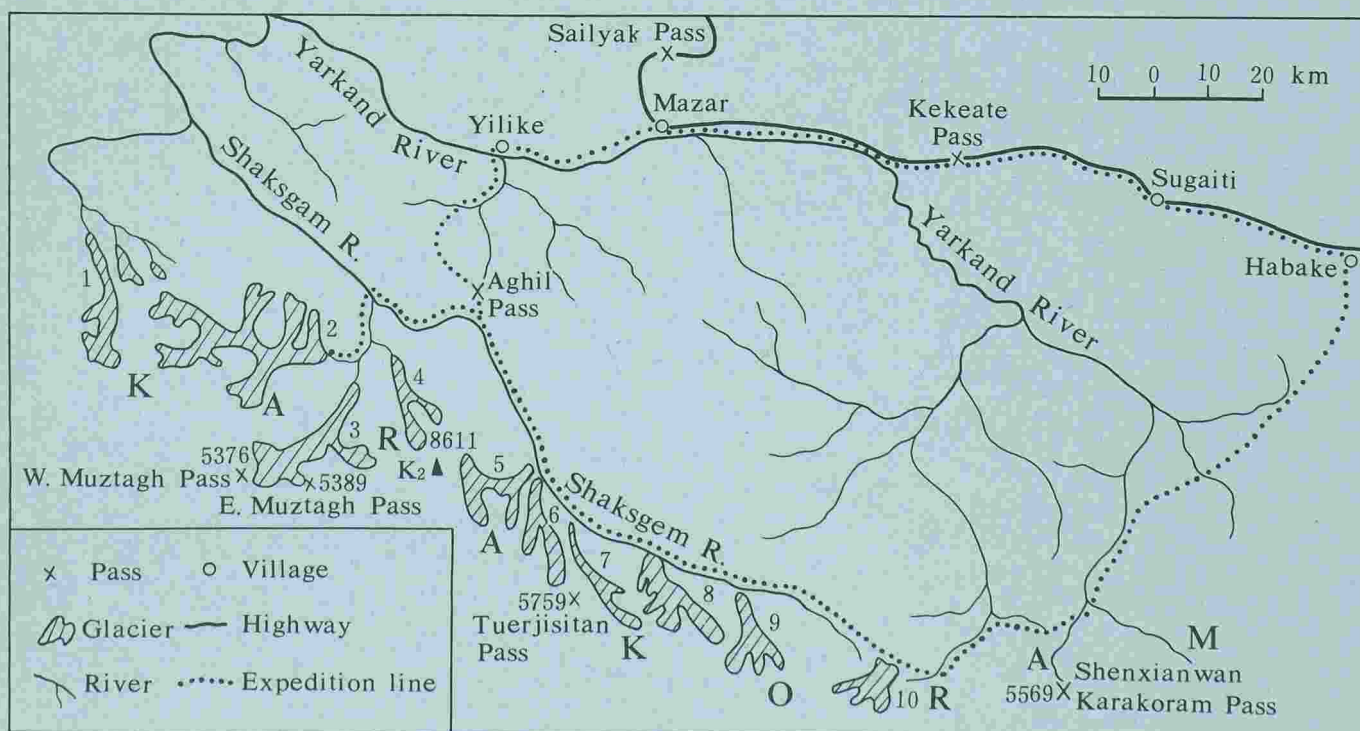 Sailyak Pass
10 0 10 20 km
Mazar
Kekeate
Pass
Yarkand
River
Yilike
Sugaiti
Habake
Shaksgam R.
Yarkand
River
Aghil
Pass
1
2
K
A
3
4
R
8611
K2
5376
W. Muztagh Pass
5389
E. Muztagh Pass
5
A
6
Shaksgem R.
7
8
9
5759
Tuerjisitan
Pass
K
O
10
R
A
M
Shenxianwan
5569
Karakoram Pass
Pass
Village
Glacier
Highway
River
Expedition line